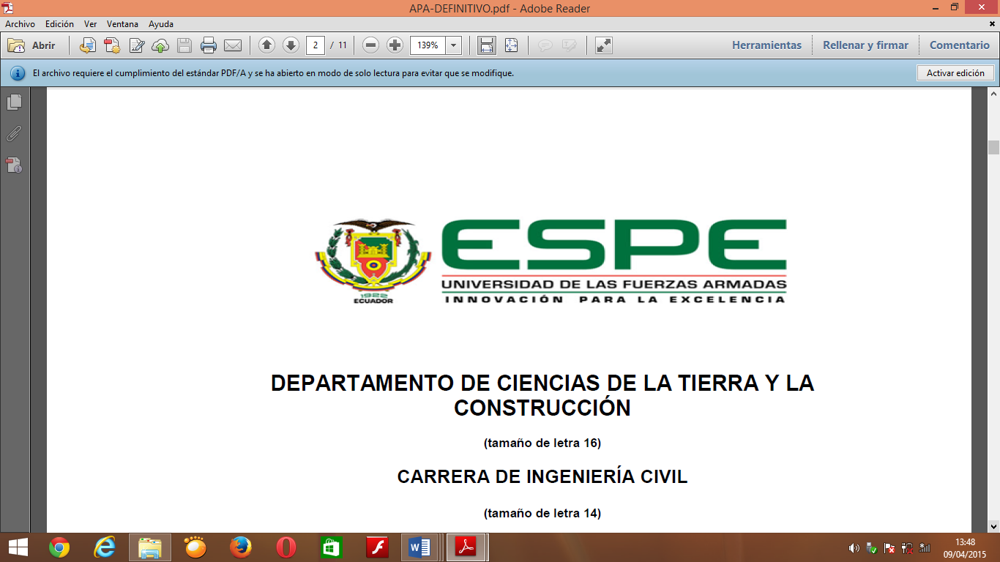 APA-DEFINITIVO.pdf - Adobe Reader
Archivo Edición Ver Ventana Ayuda
Abrir 2 / 11 139% Herramientas Rellenar y firmar Comentario
El archivo requiere el cumplimiento del estándar PDF/A y se ha abierto en modo de solo lectura para evitar que se modifique. Activar edición
ESPE
UNIVERSIDAD DE LAS FUERZAS ARMADAS
INNOVACIÓN PARA LA EXCELENCIA
1922
ECUADOR
DEPARTAMENTO DE CIENCIAS DE LA TIERRA Y LA
CONSTRUCCIÓN
(tamaño de letra 16)
CARRERA DE INGENIERÍA CIVIL
(tamaño de letra 14)
13:48
09/04/2015